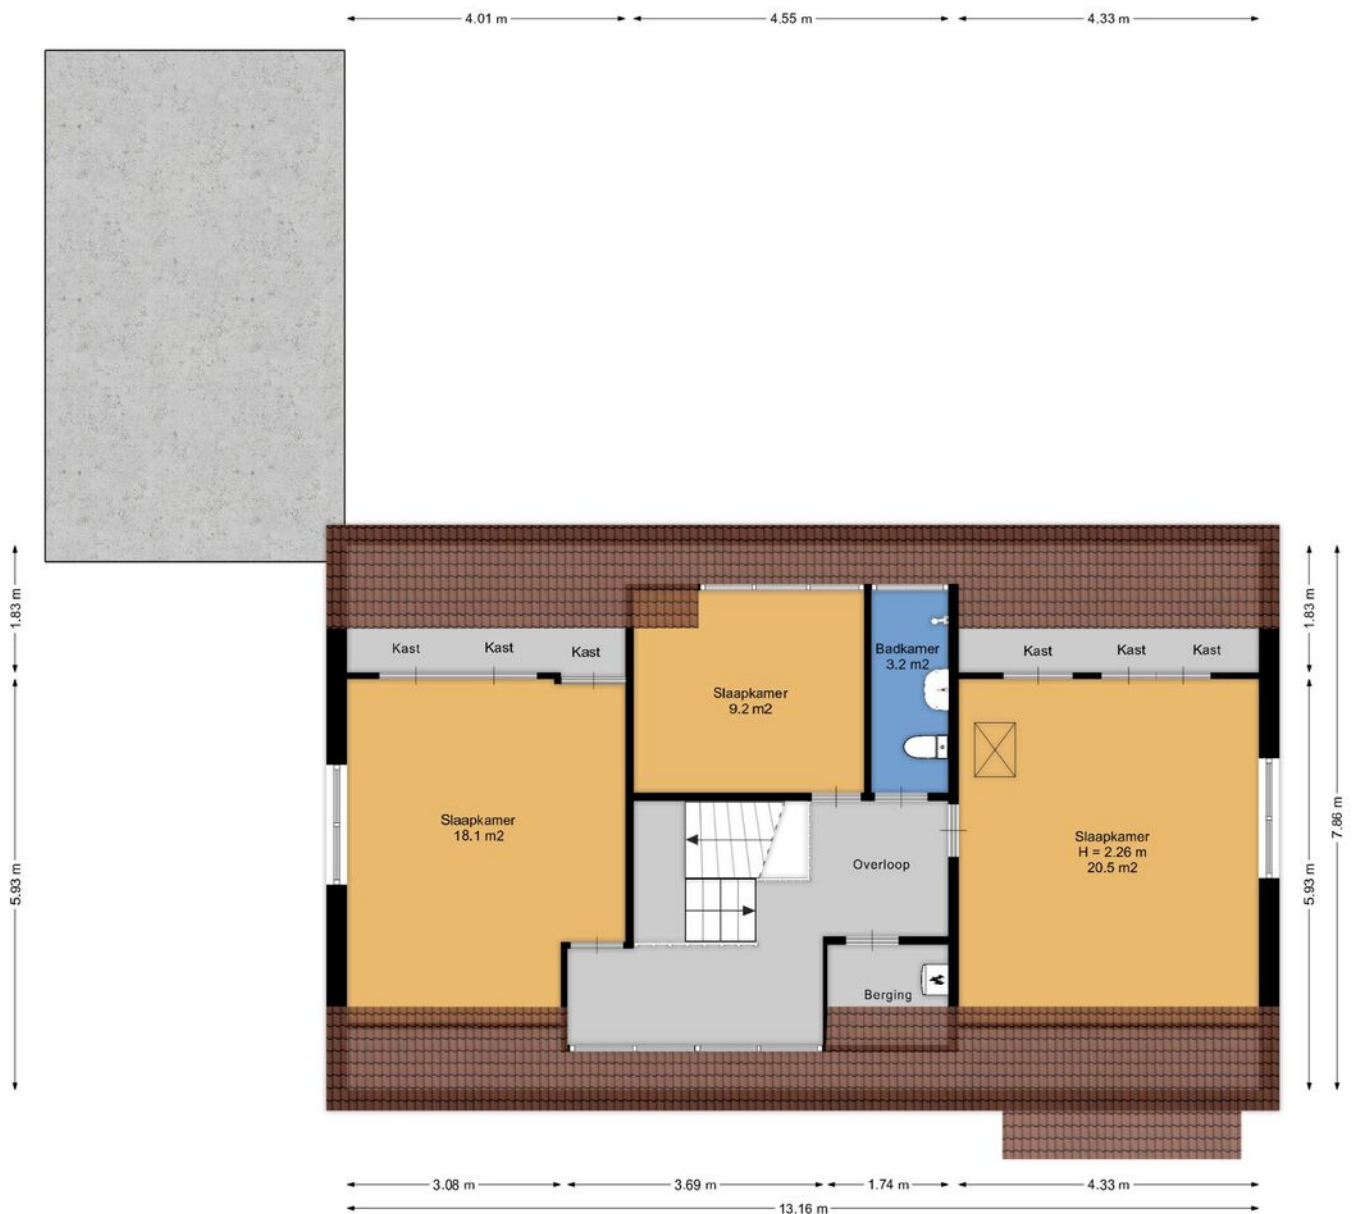 4.01 m
4.55 m
4.33 m
1.83 m
1.83 m
Kast
Kast
Kast
Kast
Kast
Kast
Badkamer
3.2 m2
Slaapkamer
9.2 m2
Slaapkamer
18.1 m2
Slaapkamer
H = 2.26 m
20.5 m2
Overloop
Berging
5.93 m
5.93 m
7.86 m
3.08 m
3.69 m
1.74 m
4.33 m
13.16 m